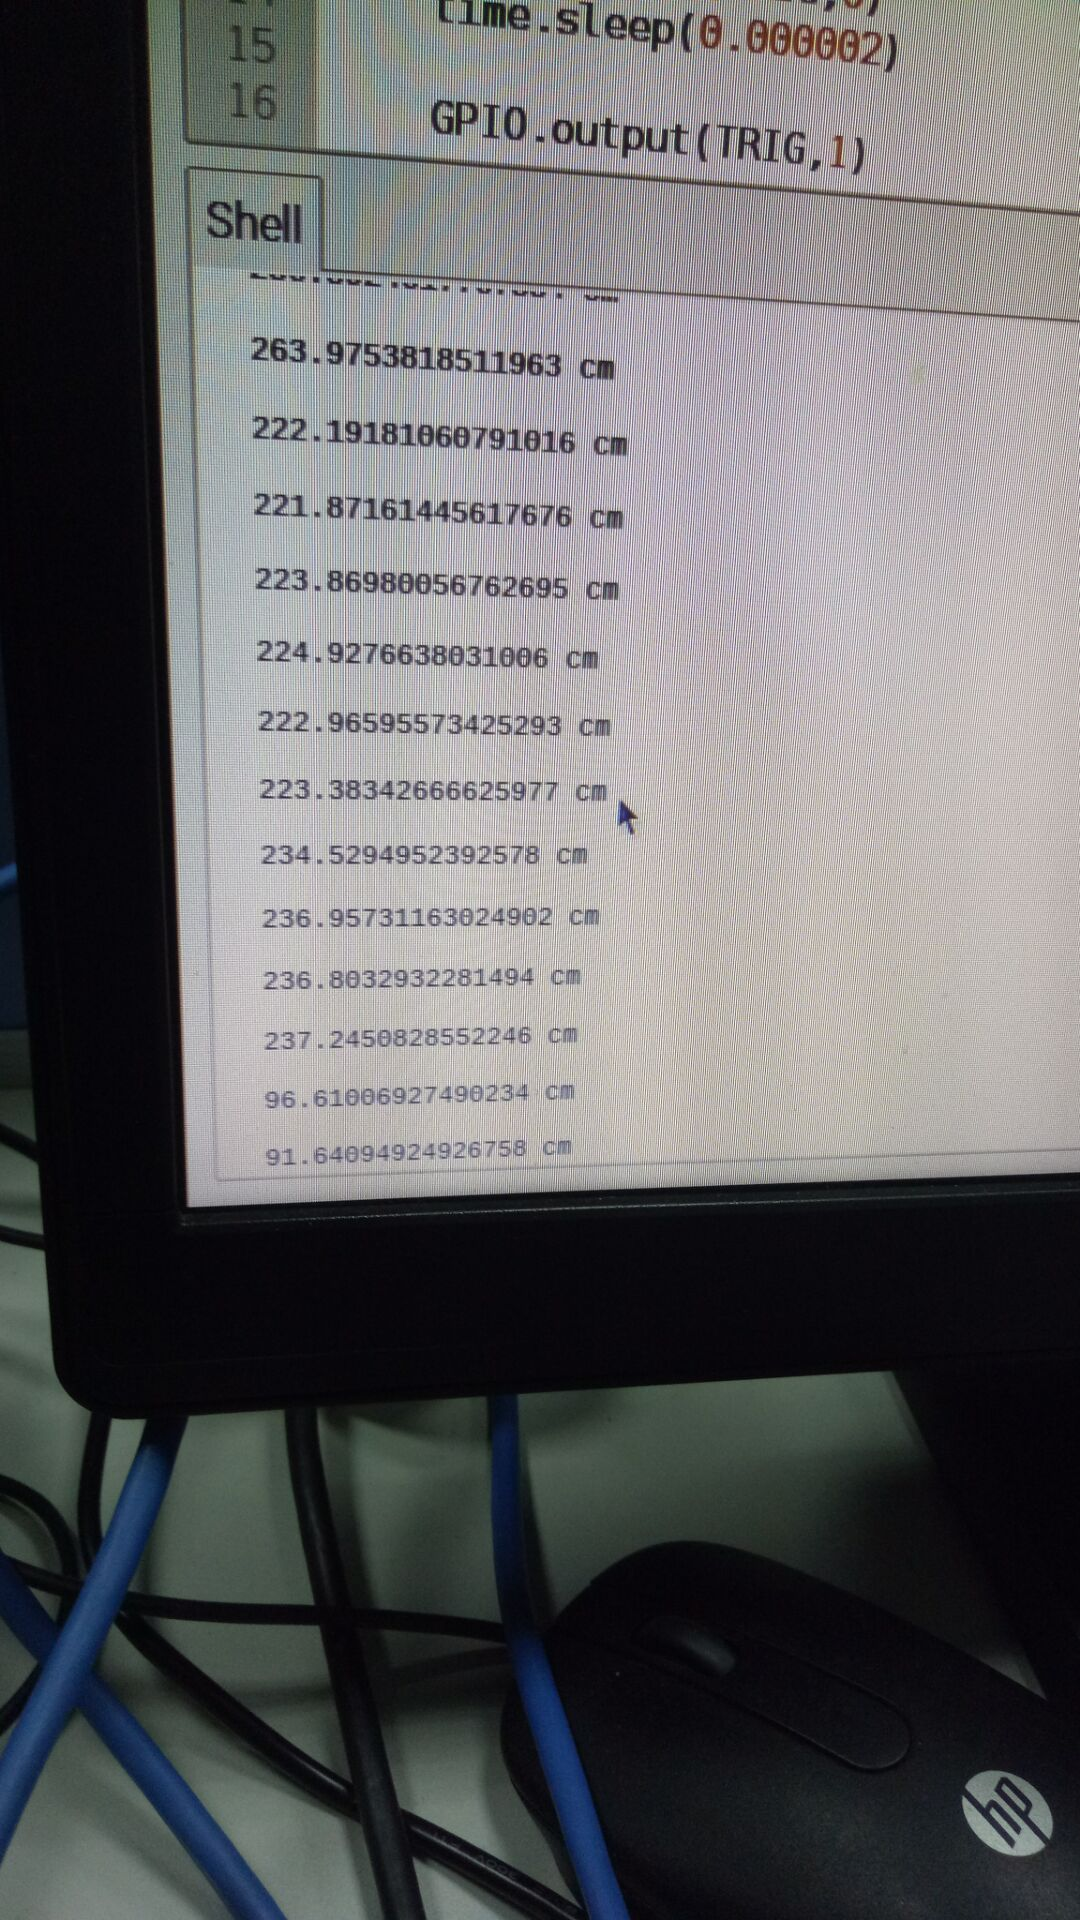 time.sleep(0.000002)
15
16
GPIO.output(TRIG,1)
Shell
263.9753818511963 cm
222.19181060791016 cm
221.87161445617676 cm
223.86980056762695 cm
224.9276638031006 cm
222.96595573425293 cm
223.38342666625977 cm
234.5294952392578 cm
236.95731163024902 cm
236.8032932281494 cm
237.2450828552246 cm
96.61006927490234 cm
91.64094924926758 cm
hp